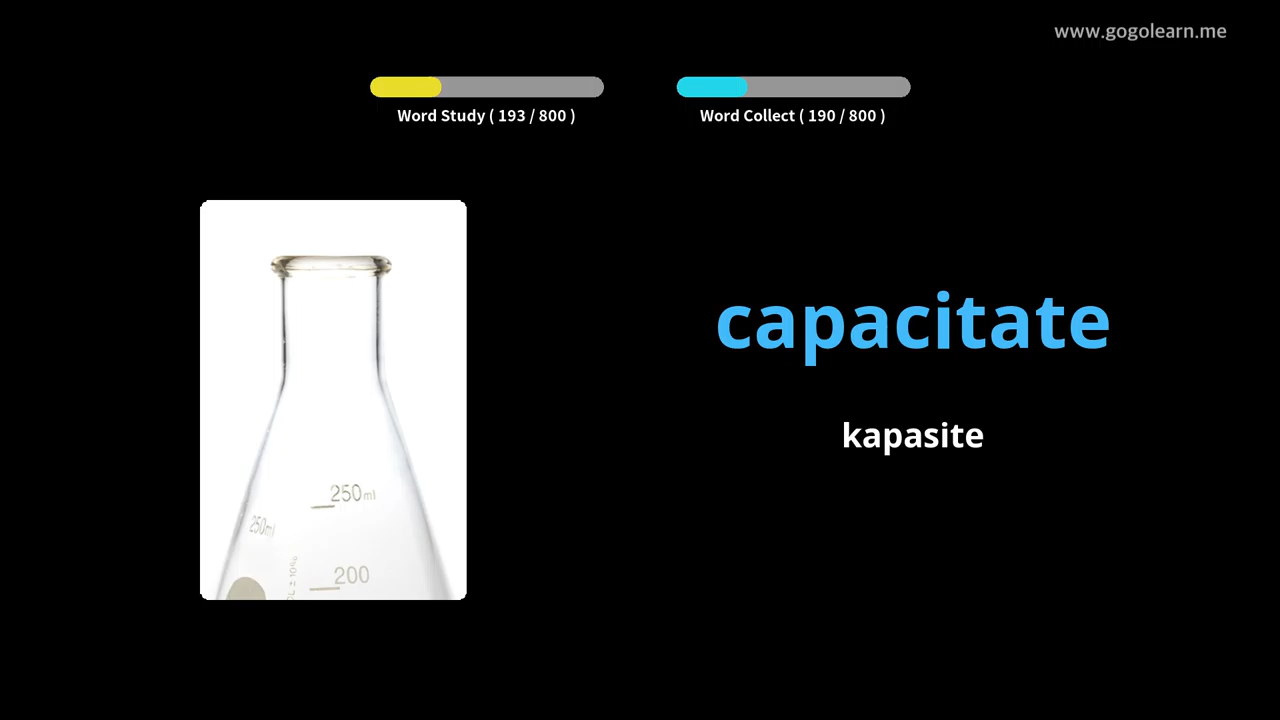 www.gogolearn.me
Word Study ( 193 / 800 )
Word Collect ( 190 / 800 )
capacitate
kapasite
250ml
250ml
200